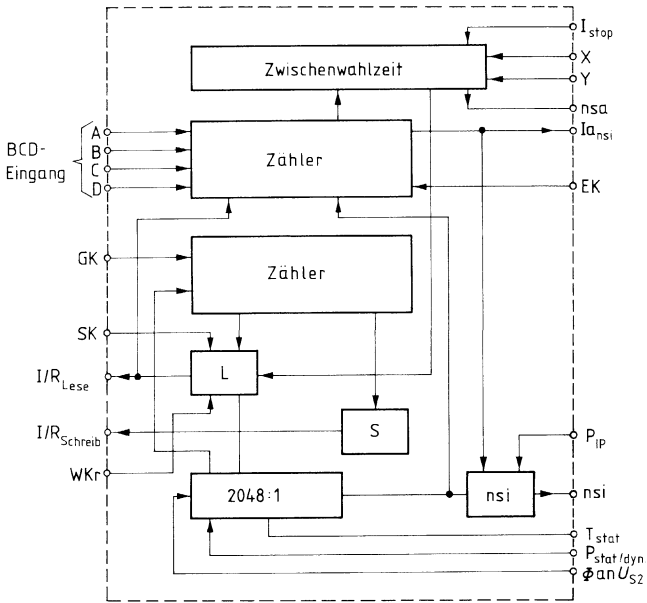 I_stop
X
Zwischenwahlzeit
Y
nsa
A
Ia_nsi
BCD-
B
Zähler
Eingang
C
D
EK
GK
Zähler
SK
I/R_Lese
L
I/R_Schreib
S
P_IP
WKr
2048:1
nsi
nsi
T_stat
P_stat/dyn
Φ an U_S2